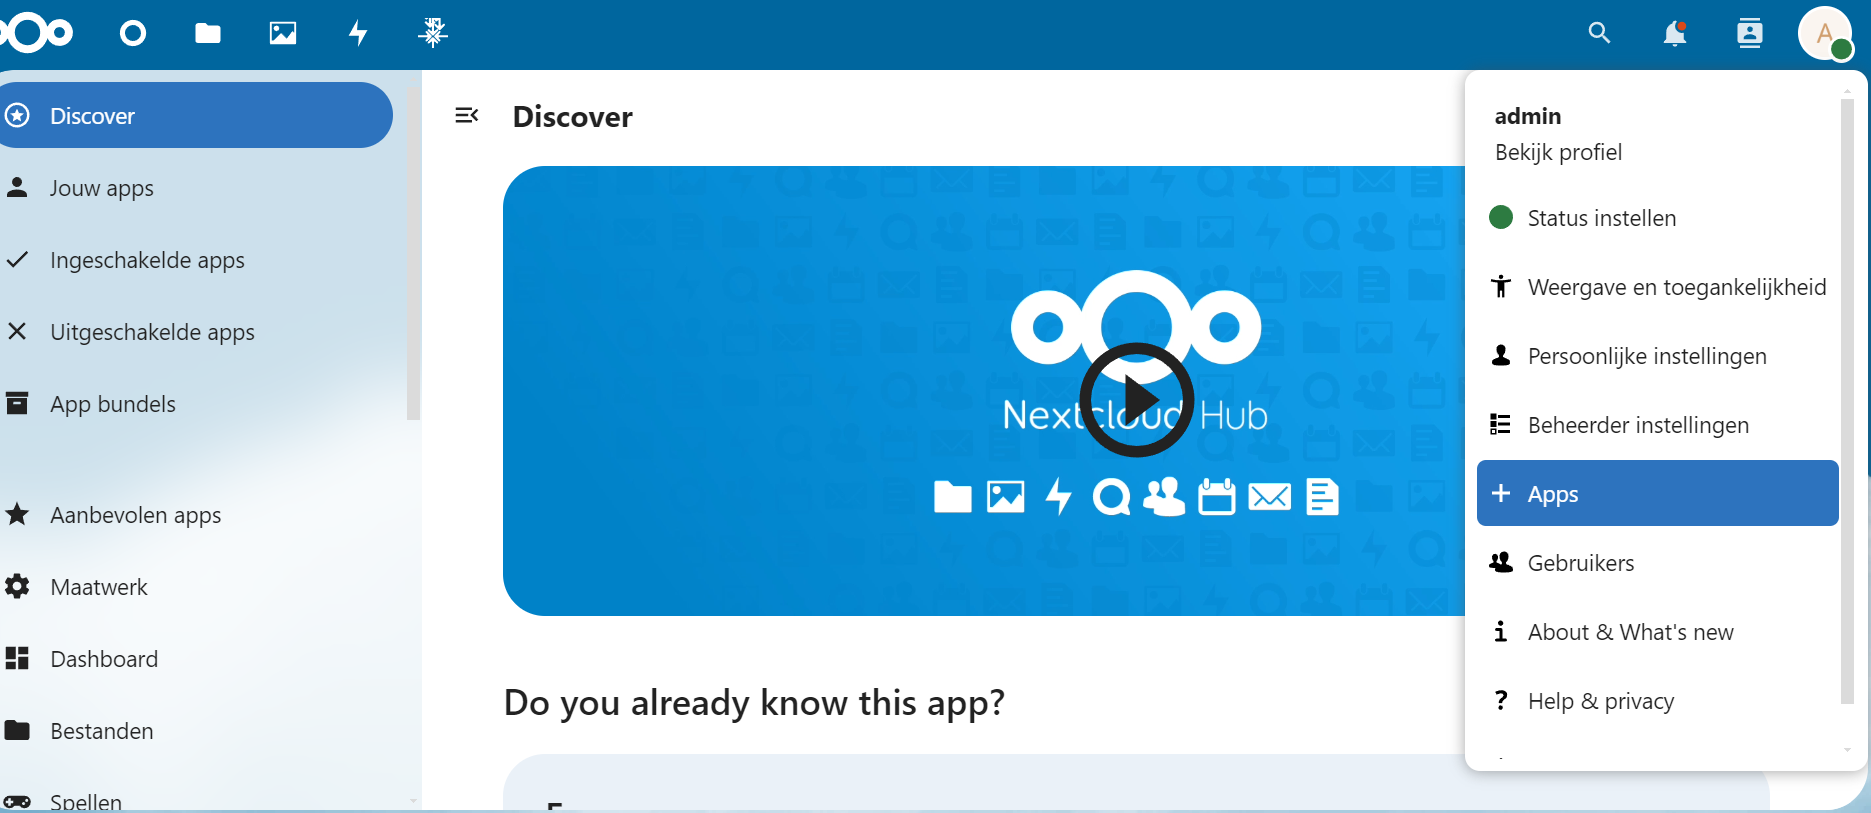 A
Discover
Jouw apps
Ingeschakelde apps
Uitgeschakelde apps
App bundels
Aanbevolen apps
Maatwerk
Dashboard
Bestanden
Spellen
Discover
Nextcloud Hub
Do you already know this app?
admin
Bekijk profiel
Status instellen
Weergave en toegankelijkheid
Persoonlijke instellingen
Beheerder instellingen
Apps
Gebruikers
About & What's new
Help & privacy